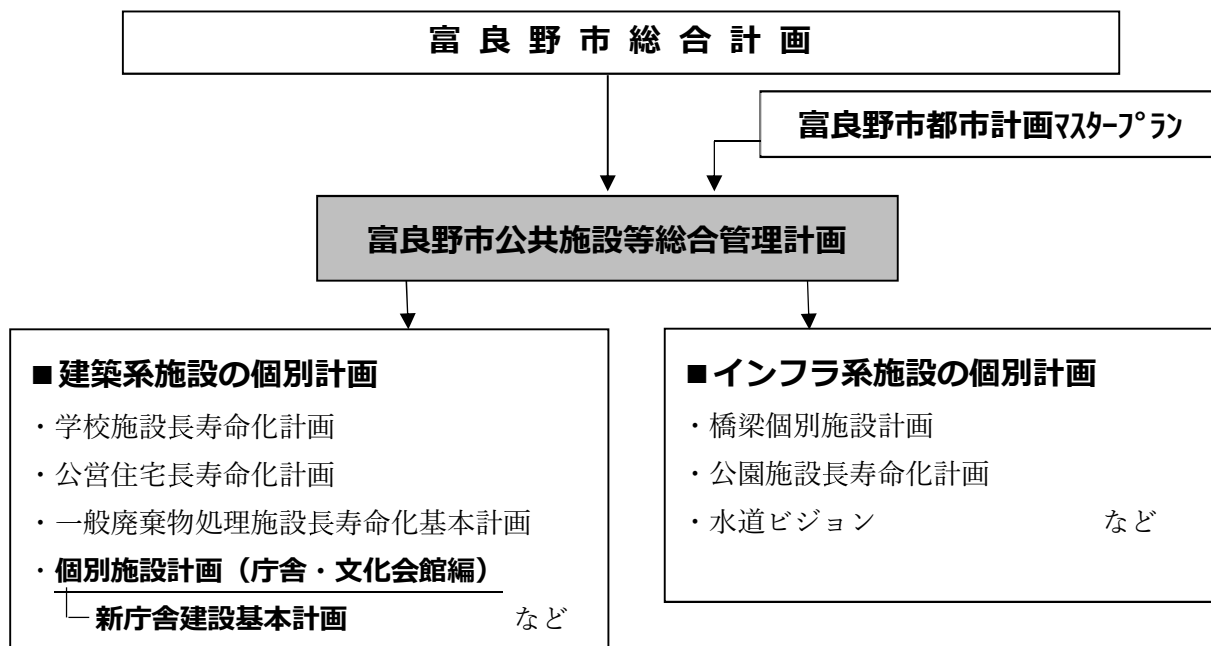 富良野市総合計画
富良野市都市計画ﾏｽﾀｰﾌﾟﾗﾝ
富良野市公共施設等総合管理計画
■建築系施設の個別計画
・学校施設長寿命化計画
・公営住宅長寿命化計画
・一般廃棄物処理施設長寿命化基本計画
・個別施設計画（庁舎・文化会館編）
新庁舎建設基本計画 など
■インフラ系施設の個別計画
・橋梁個別施設計画
・公園施設長寿命化計画
・水道ビジョン など